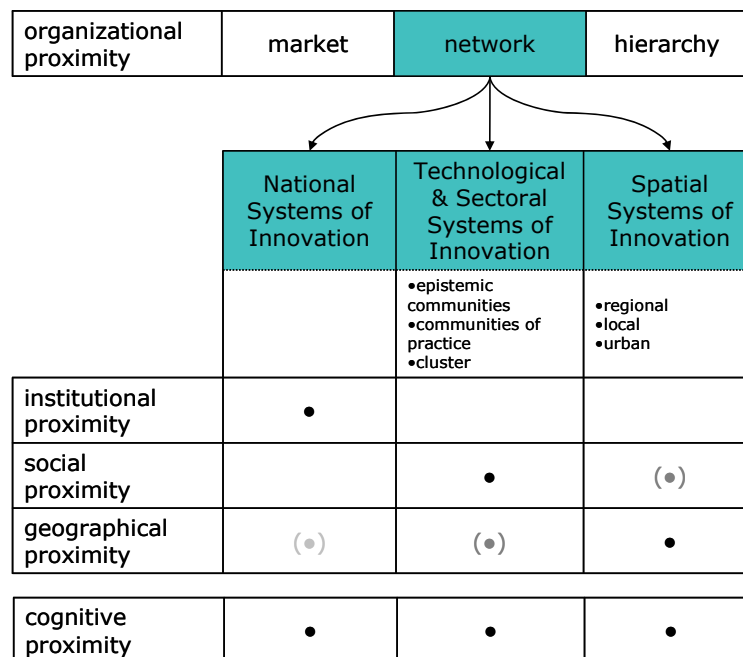 organizational
proximity
market
network
hierarchy
National
Systems of
Innovation
Technological
& Sectoral
Systems of
Innovation
Spatial
Systems of
Innovation
•epistemic
communities
•communities of
practice
•cluster
•regional
•local
•urban
institutional
proximity
•
social
proximity
•
(•)
geographical
proximity
(•)
(•)
•
cognitive
proximity
•
•
•